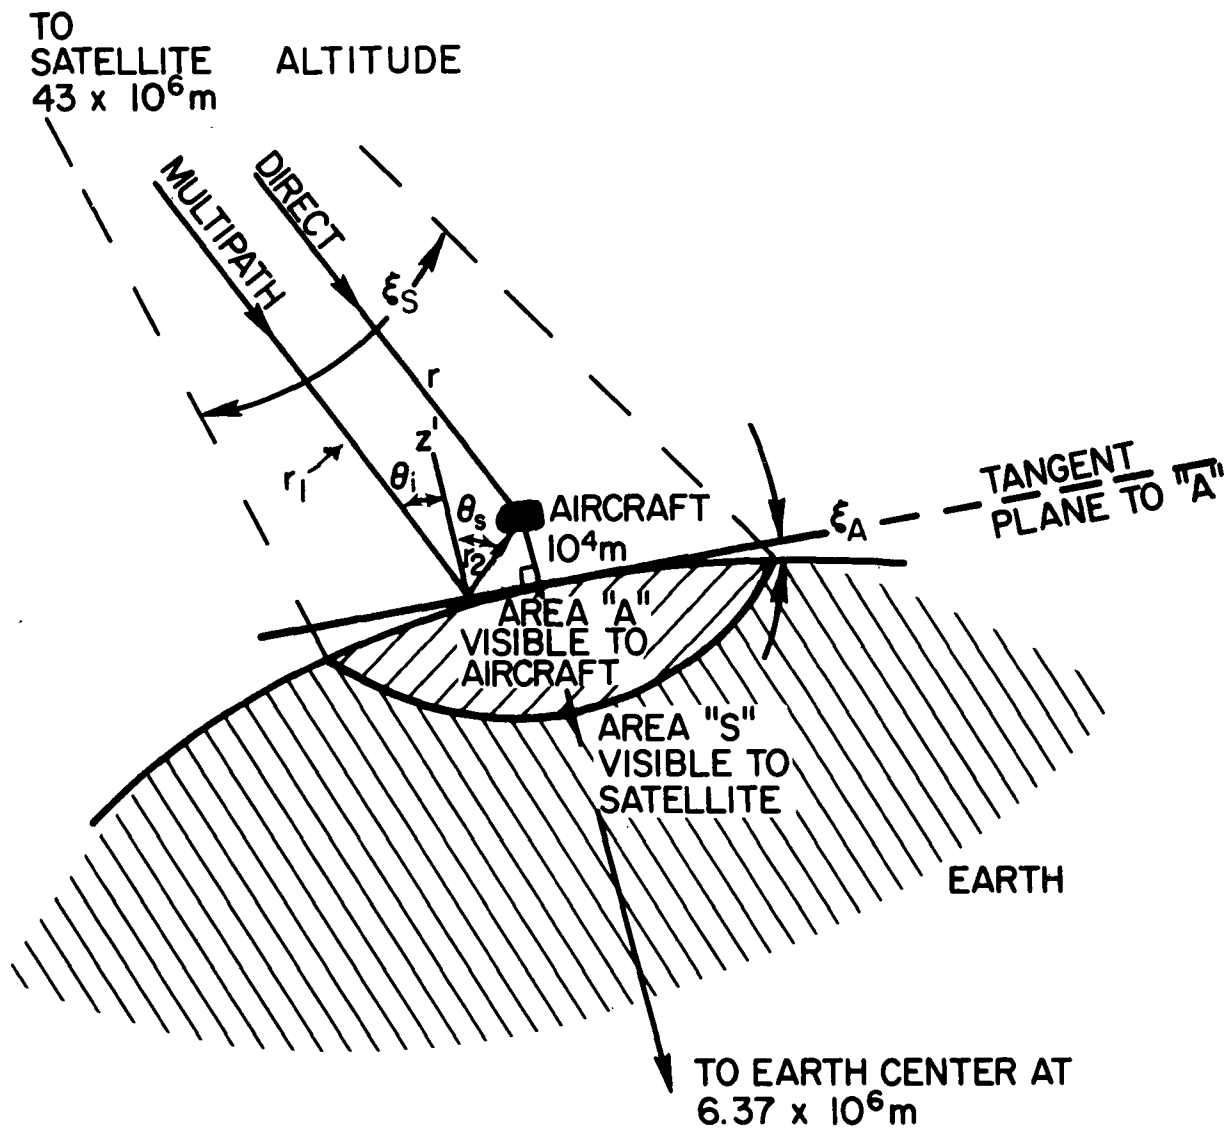 TO
SATELLITE ALTITUDE
43 x 10⁶m
MULTIPATH
DIRECT
ξS
r
z'
r1
θi
θs
r2
AIRCRAFT
10⁴m
ξA
TANGENT
PLANE TO "A"
AREA "A"
VISIBLE TO
AIRCRAFT
AREA "S"
VISIBLE TO
SATELLITE
EARTH
TO EARTH CENTER AT
6.37 x 10⁶m